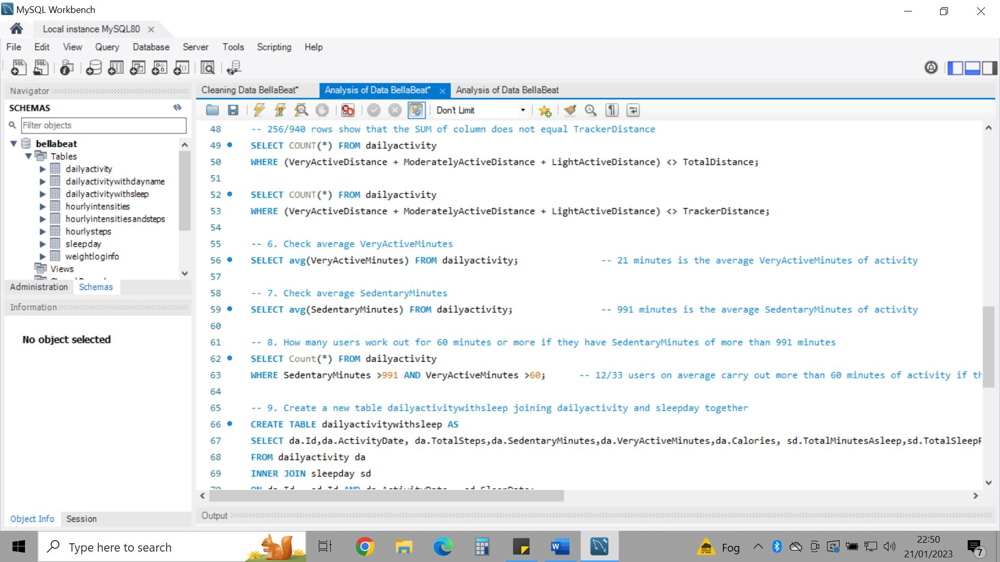 MySQL Workbench
Local instance MySQL80
File Edit View Query Database Server Tools Scripting Help
Navigator
SCHEMAS
Filter objects
bellabeat
Tables
dailyactivity
dailyactivitywithdayname
dailyactivitywithsleep
hourlyintensities
hourlyintensitiesandsteps
hourlysteps
sleepday
weightloginfo
Views
Administration Schemas
Information
No object selected
Object Info Session
Cleaning Data BellaBeat* Analysis of Data BellaBeat* Analysis of Data BellaBeat
Don't Limit
48 -- 256/940 rows show that the SUM of column does not equal TrackerDistance
49 SELECT COUNT(*) FROM dailyactivity
50 WHERE (VeryActiveDistance + ModeratelyActiveDistance + LightActiveDistance) <> TotalDistance;
51
52 SELECT COUNT(*) FROM dailyactivity
53 WHERE (VeryActiveDistance + ModeratelyActiveDistance + LightActiveDistance) <> TrackerDistance;
54
55 -- 6. Check average VeryActiveMinutes
56 SELECT avg(VeryActiveMinutes) FROM dailyactivity; -- 21 minutes is the average VeryActiveMinutes of activity
57
58 -- 7. Check average SedentaryMinutes
59 SELECT avg(SedentaryMinutes) FROM dailyactivity; -- 991 minutes is the average SedentaryMinutes of activity
60
61 -- 8. How many users work out for 60 minutes or more if they have SedentaryMinutes of more than 991 minutes
62 SELECT Count(*) FROM dailyactivity
63 WHERE SedentaryMinutes >991 AND VeryActiveMinutes >60; -- 12/33 users on average carry out more than 60 minutes of activity if th
64
65 -- 9. Create a new table dailyactivitywithsleep joining dailyactivity and sleepday together
66 CREATE TABLE dailyactivitywithsleep AS
67 SELECT da.Id,da.ActivityDate, da.TotalSteps,da.SedentaryMinutes,da.VeryActiveMinutes,da.Calories, sd.TotalMinutesAsleep,sd.TotalSleep
68 FROM dailyactivity da
69 INNER JOIN sleepday sd
Output
Type here to search
Fog
22:50
21/01/2023
7